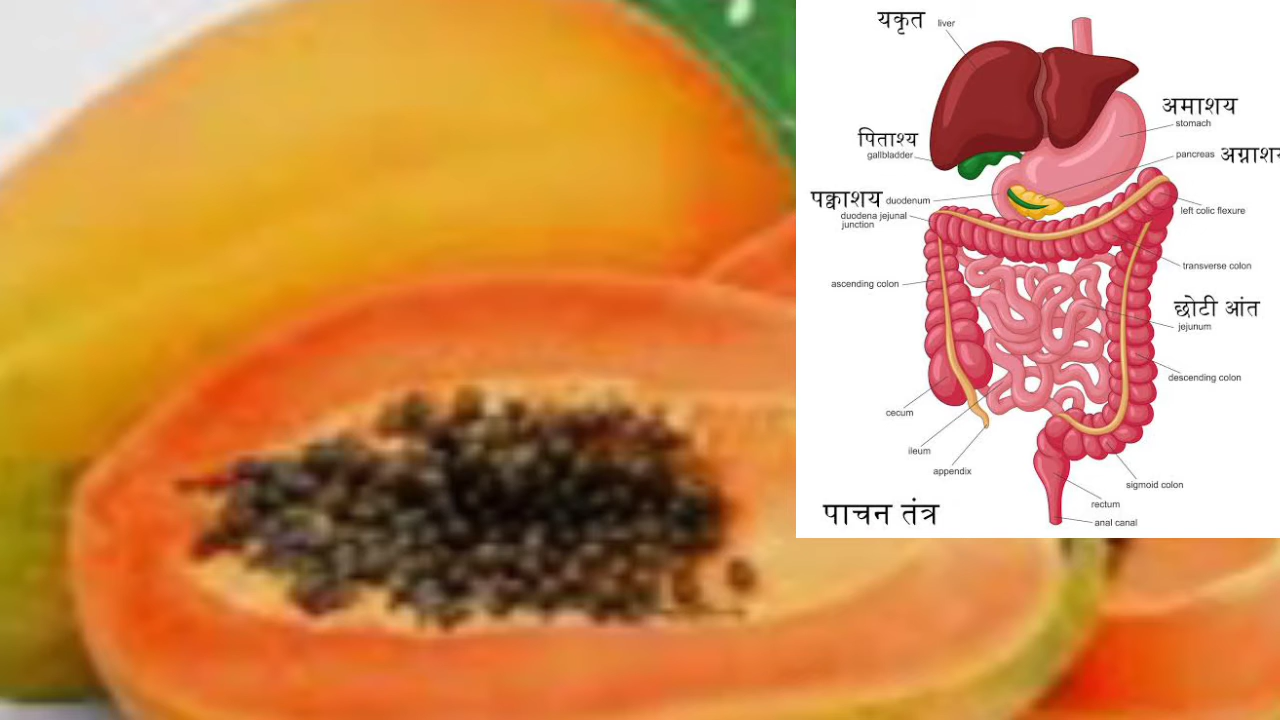 यकृत liver
अमाशय
stomach
पिताश्य
gallbladder
pancreas
पक्वाशय duodenum
duodena jejunal
junction
left colic flexure
transverse colon
ascending colon
छोटी आंत
jejunum
descending colon
cecum
ileum
appendix
sigmoid colon
rectum
पाचन तंत्र
anal canal